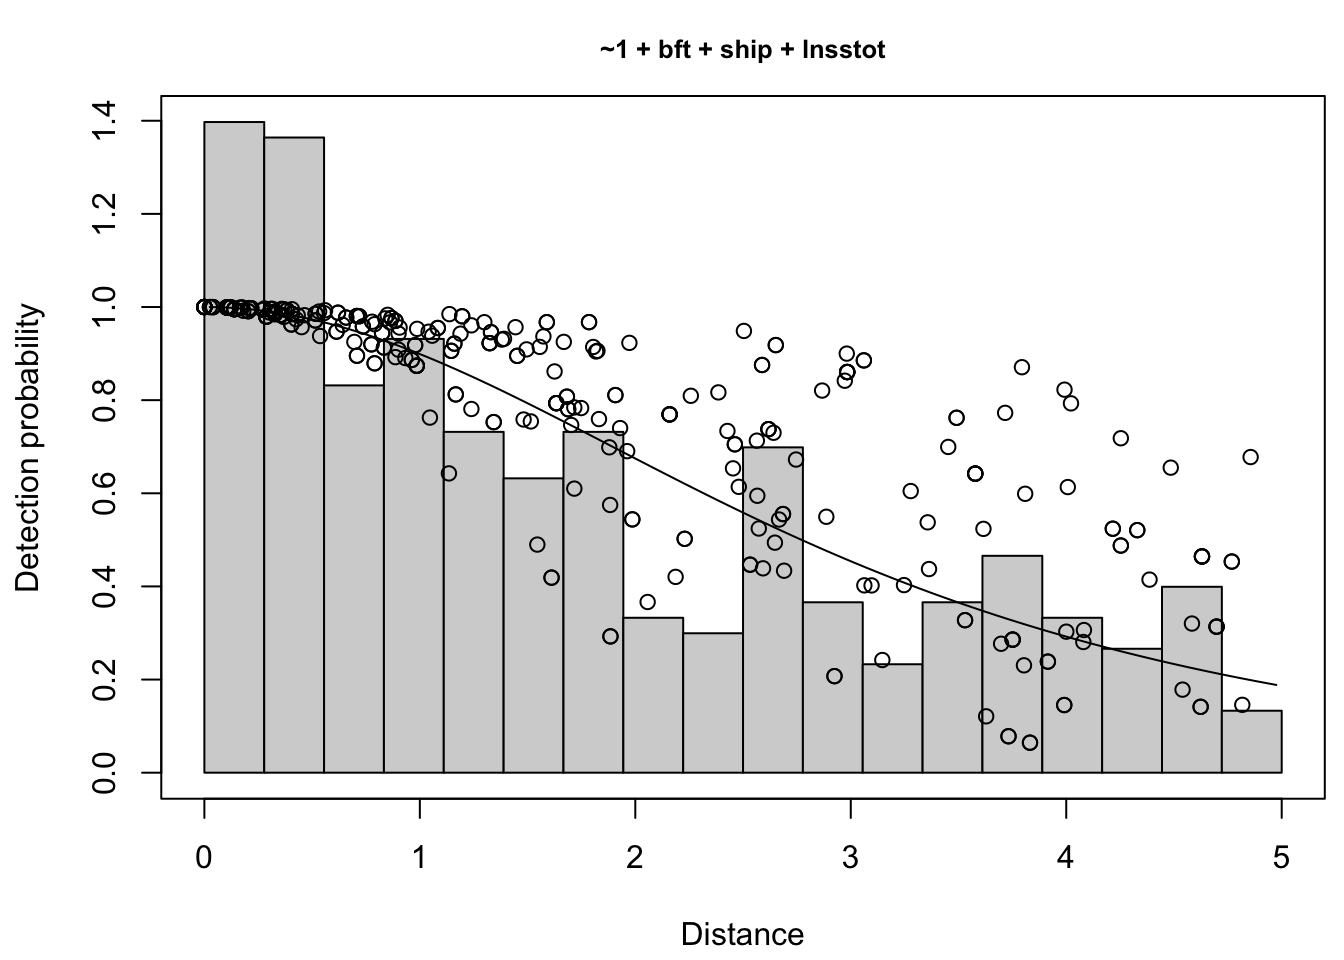 ~1 + bft + ship + lnsstot
Detection probability
1.4
1.2
1.0
0.8
0.6
0.4
0.2
0.0
0 1 2 3 4 5
Distance